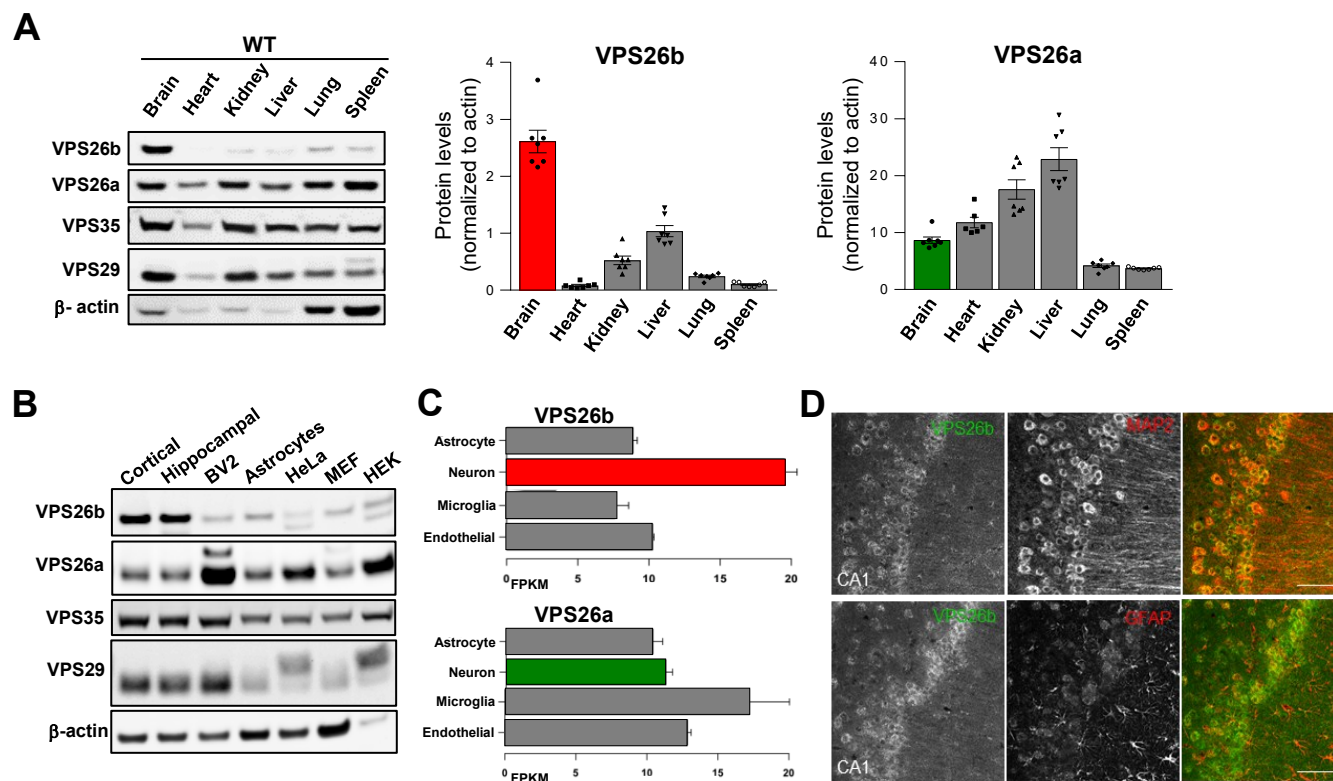 A
WT
Brain
Heart
Kidney
Liver
Lung
Spleen
VPS26b
VPS26a
VPS35
VPS29
β- actin
VPS26b
Protein levels
(normalized to actin)
4
3
2
1
0
Brain
Heart
Kidney
Liver
Lung
Spleen
VPS26a
Protein levels
(normalized to actin)
40
30
20
10
0
Brain
Heart
Kidney
Liver
Lung
Spleen
B
Cortical
Hippocampal
BV2
Astrocytes
HeLa
MEF
HEK
VPS26b
VPS26a
VPS35
VPS29
β-actin
C
VPS26b
Astrocyte
Neuron
Microglia
Endothelial
0 5 10 15 20
FPKM
VPS26a
Astrocyte
Neuron
Microglia
Endothelial
0 5 10 15 20
FPKM
D
VPS26b
MAP2
CA1
VPS26b
GFAP
CA1